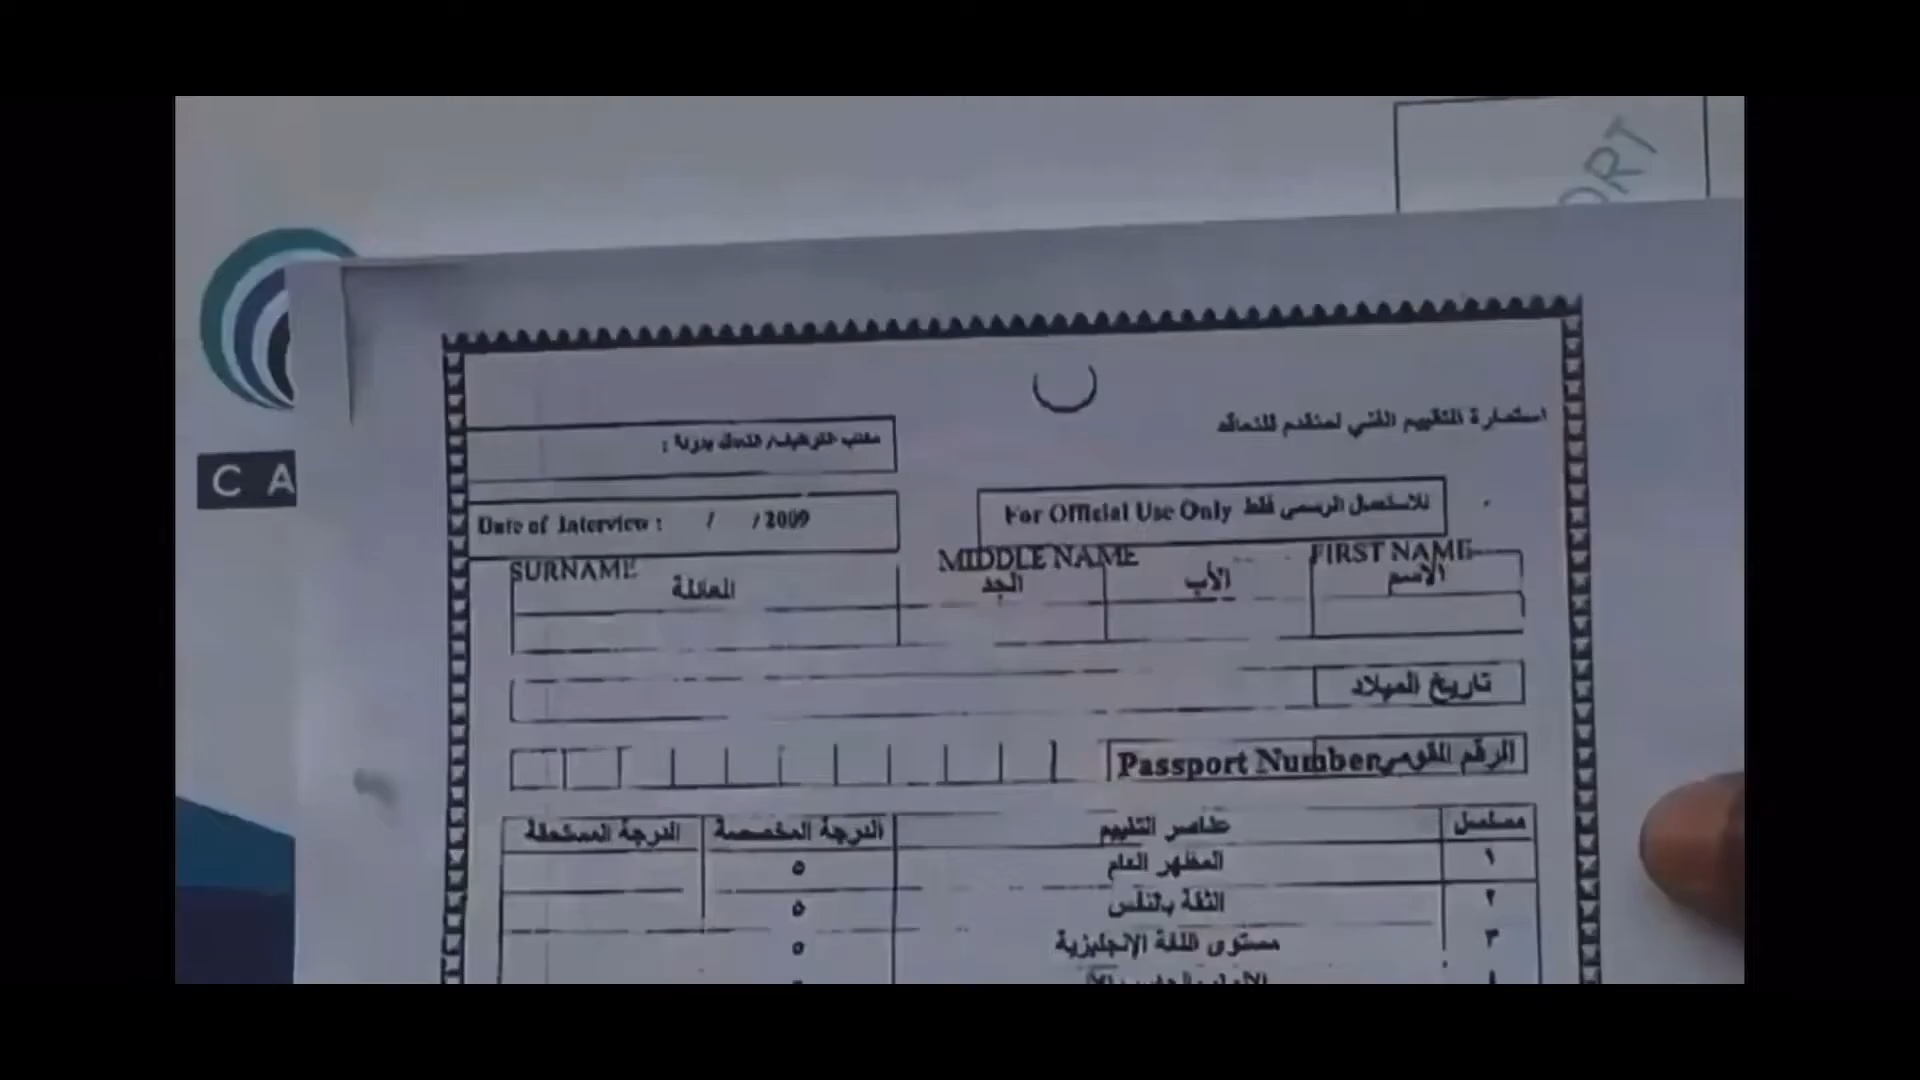 ORT
C A
استمارة التقييم الفني لمتقدم للتعاقد
مكتب التوظيف/ التعاقد بدولة :
For Official Use Only للاستعمال الرسمي فقط
Date of Interview : / / 2009
FIRST NAME MIDDLE NAME SURNAME
الاسم الأب الجد العائلة
تاريخ الميلاد
الرقم القومي Passport Number
مسلسل عناصر التقييم الدرجة المخصصة الدرجة المستحقة
١ المظهر العام ٥
٢ الثقة بالنفس ٥
٣ مستوى اللغة الإنجليزية ٥